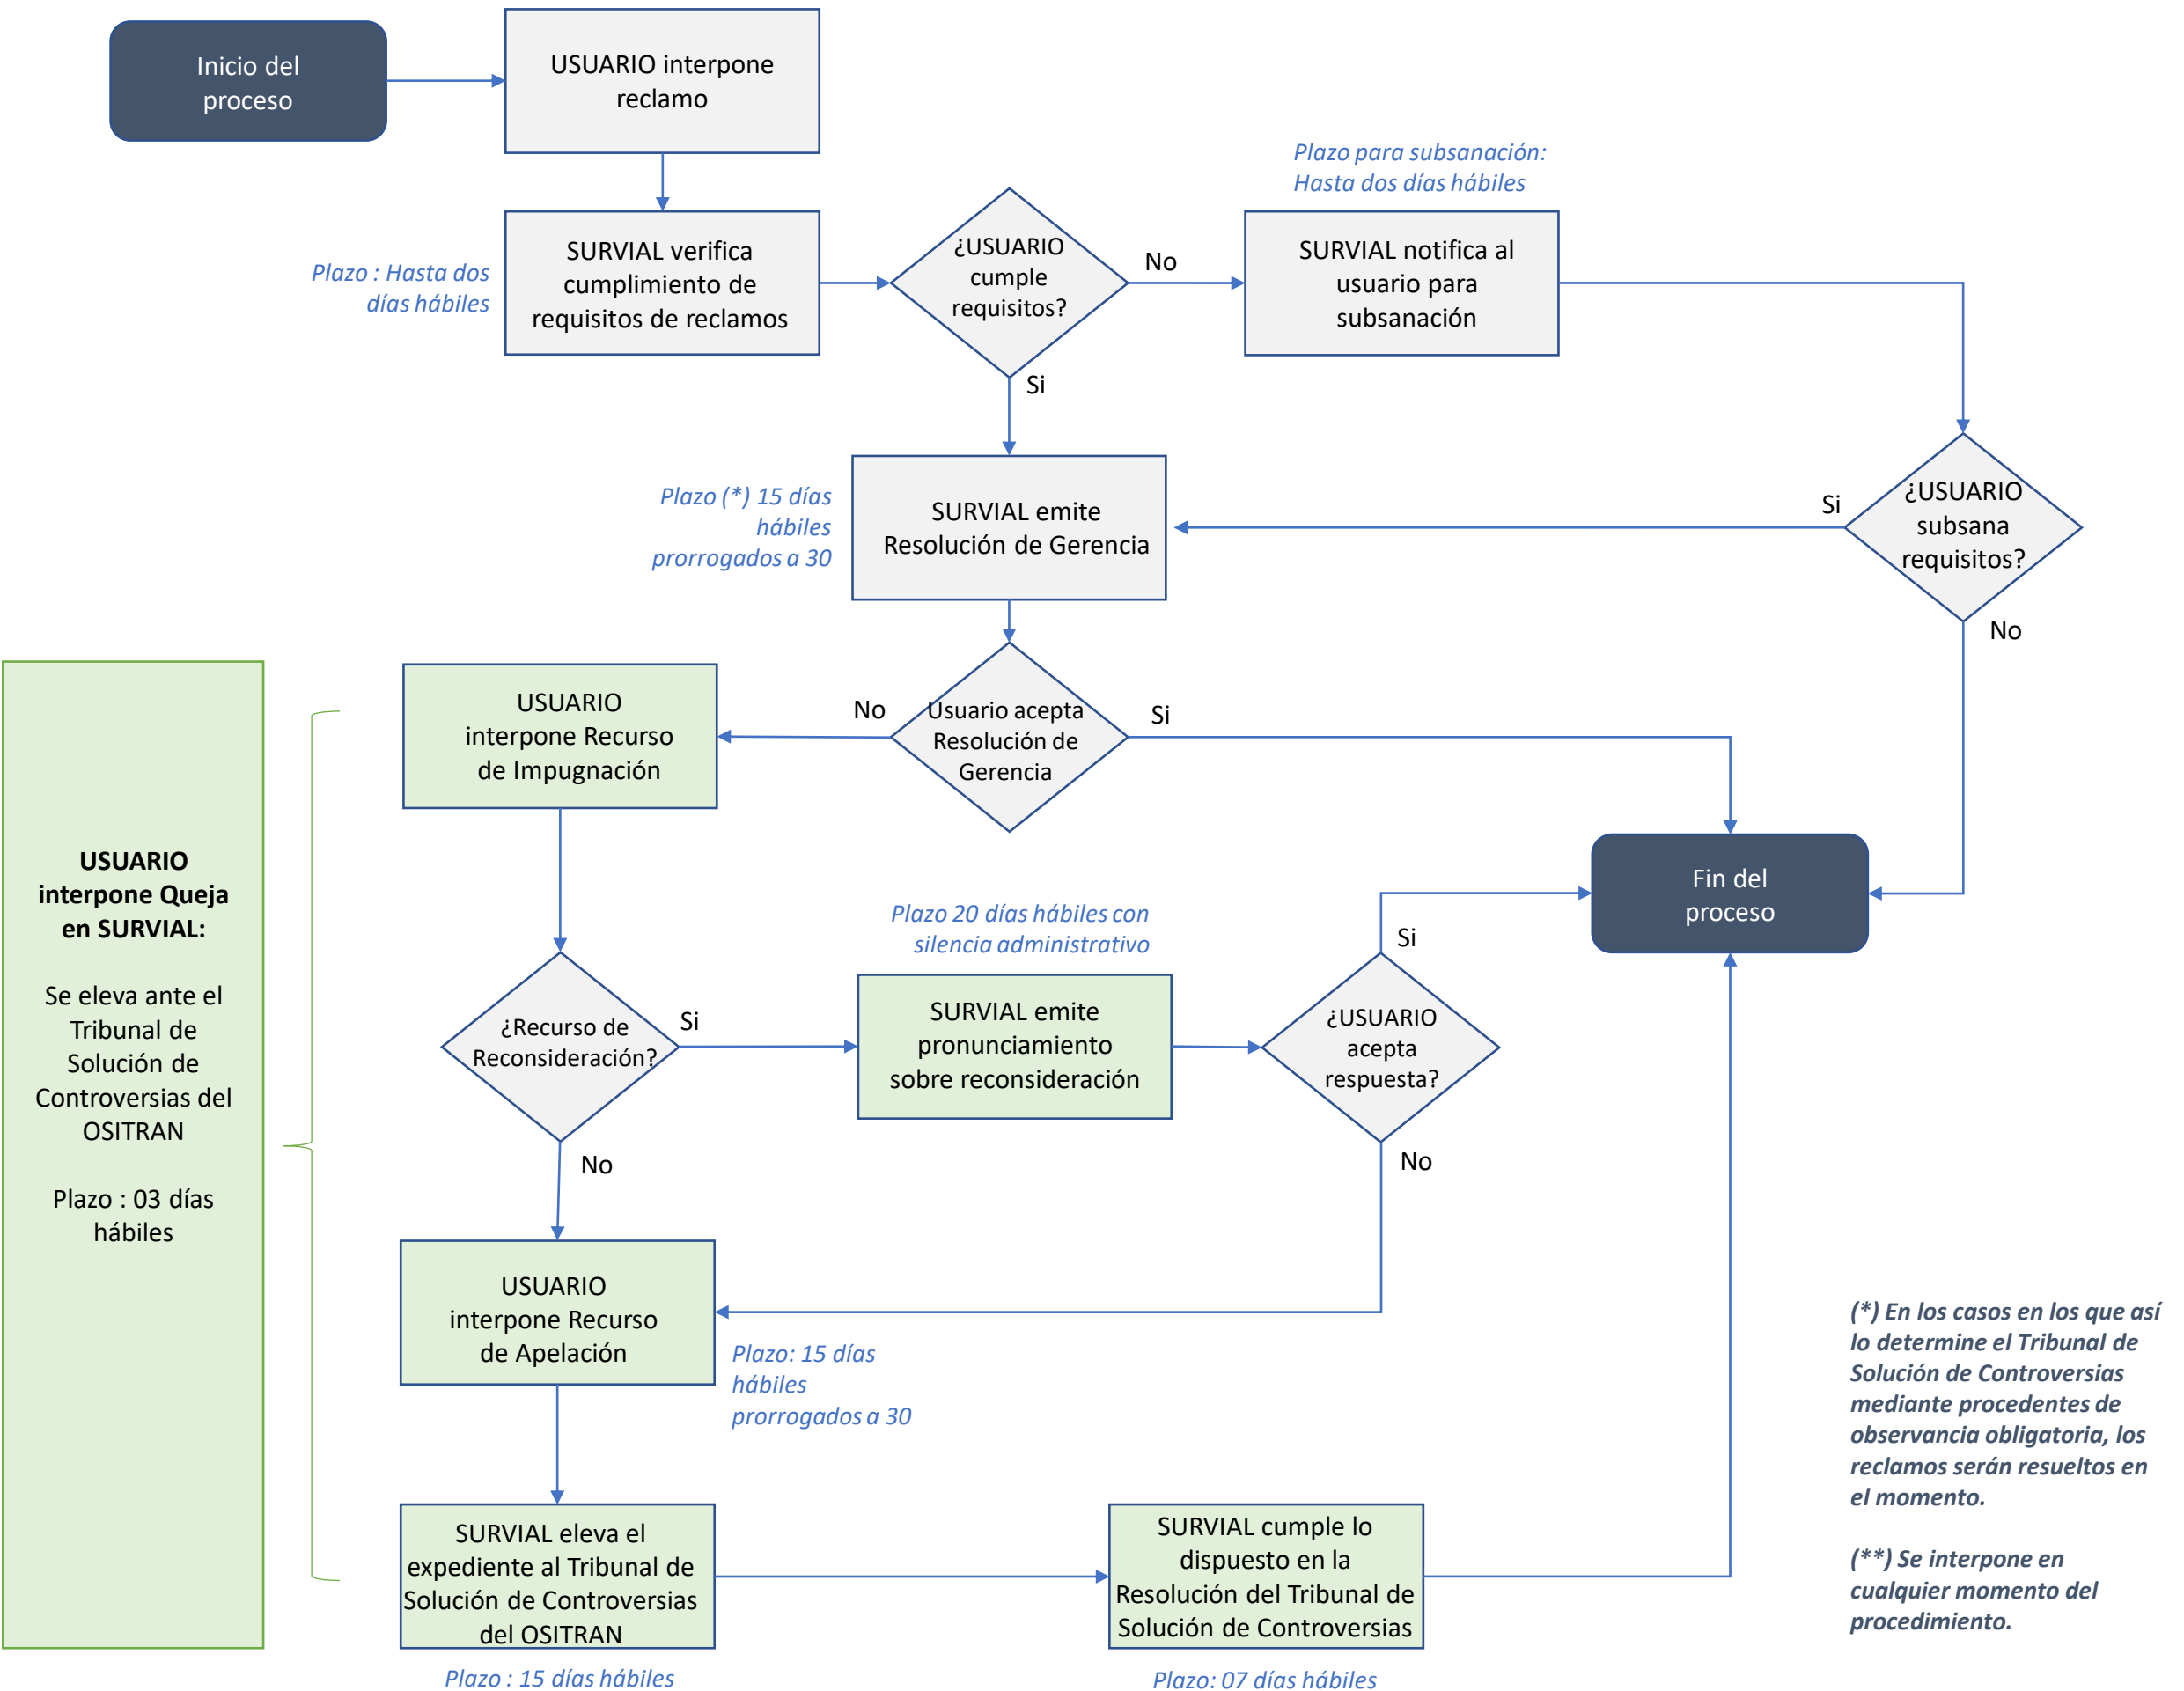 Inicio del
proceso
USUARIO interpone
reclamo
Plazo para subsanación:
Hasta dos días hábiles
Plazo : Hasta dos
días hábiles
SURVIAL verifica
cumplimiento de
requisitos de reclamos
¿USUARIO
cumple
requisitos?
No
Si
SURVIAL notifica al
usuario para
subsanación
Plazo (*) 15 días
hábiles
prorrogados a 30
SURVIAL emite
Resolución de Gerencia
Si
¿USUARIO
subsana
requisitos?
No
USUARIO
interpone Recurso
de Impugnación
No
Usuario acepta
Resolución de
Gerencia
Si
Fin del
proceso
USUARIO
interpone Queja
en SURVIAL:
Se eleva ante el
Tribunal de
Solución de
Controversias del
OSITRAN
Plazo : 03 días
hábiles
Plazo 20 días hábiles con
silencia administrativo
¿Recurso de
Reconsideración?
Si
No
SURVIAL emite
pronunciamiento
sobre reconsideración
Si
¿USUARIO
acepta
respuesta?
No
USUARIO
interpone Recurso
de Apelación
Plazo: 15 días
hábiles
prorrogados a 30
SURVIAL eleva el
expediente al Tribunal de
Solución de Controversias
del OSITRAN
Plazo : 15 días hábiles
SURVIAL cumple lo
dispuesto en la
Resolución del Tribunal de
Solución de Controversias
Plazo: 07 días hábiles
(*) En los casos en los que así
lo determine el Tribunal de
Solución de Controversias
mediante procedentes de
observancia obligatoria, los
reclamos serán resueltos en
el momento.
(**) Se interpone en
cualquier momento del
procedimiento.